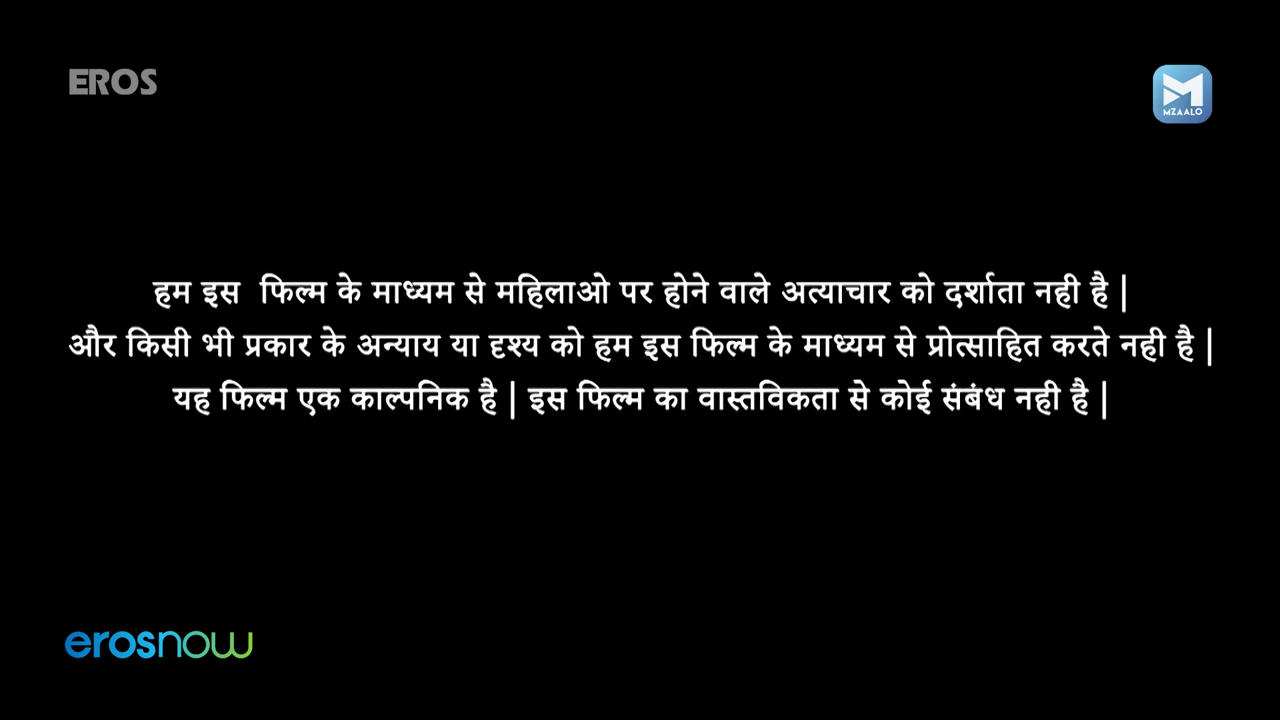 EROS
MZAALO
हम इस फिल्म के माध्यम से महिलाओ पर होने वाले अत्याचार को दर्शाता नही है |
और किसी भी प्रकार के अन्याय या दृश्य को हम इस फिल्म के माध्यम से प्रोत्साहित करते नही है |
यह फिल्म एक काल्पनिक है | इस फिल्म का वास्तविकता से कोई संबंध नही है |
erosnow